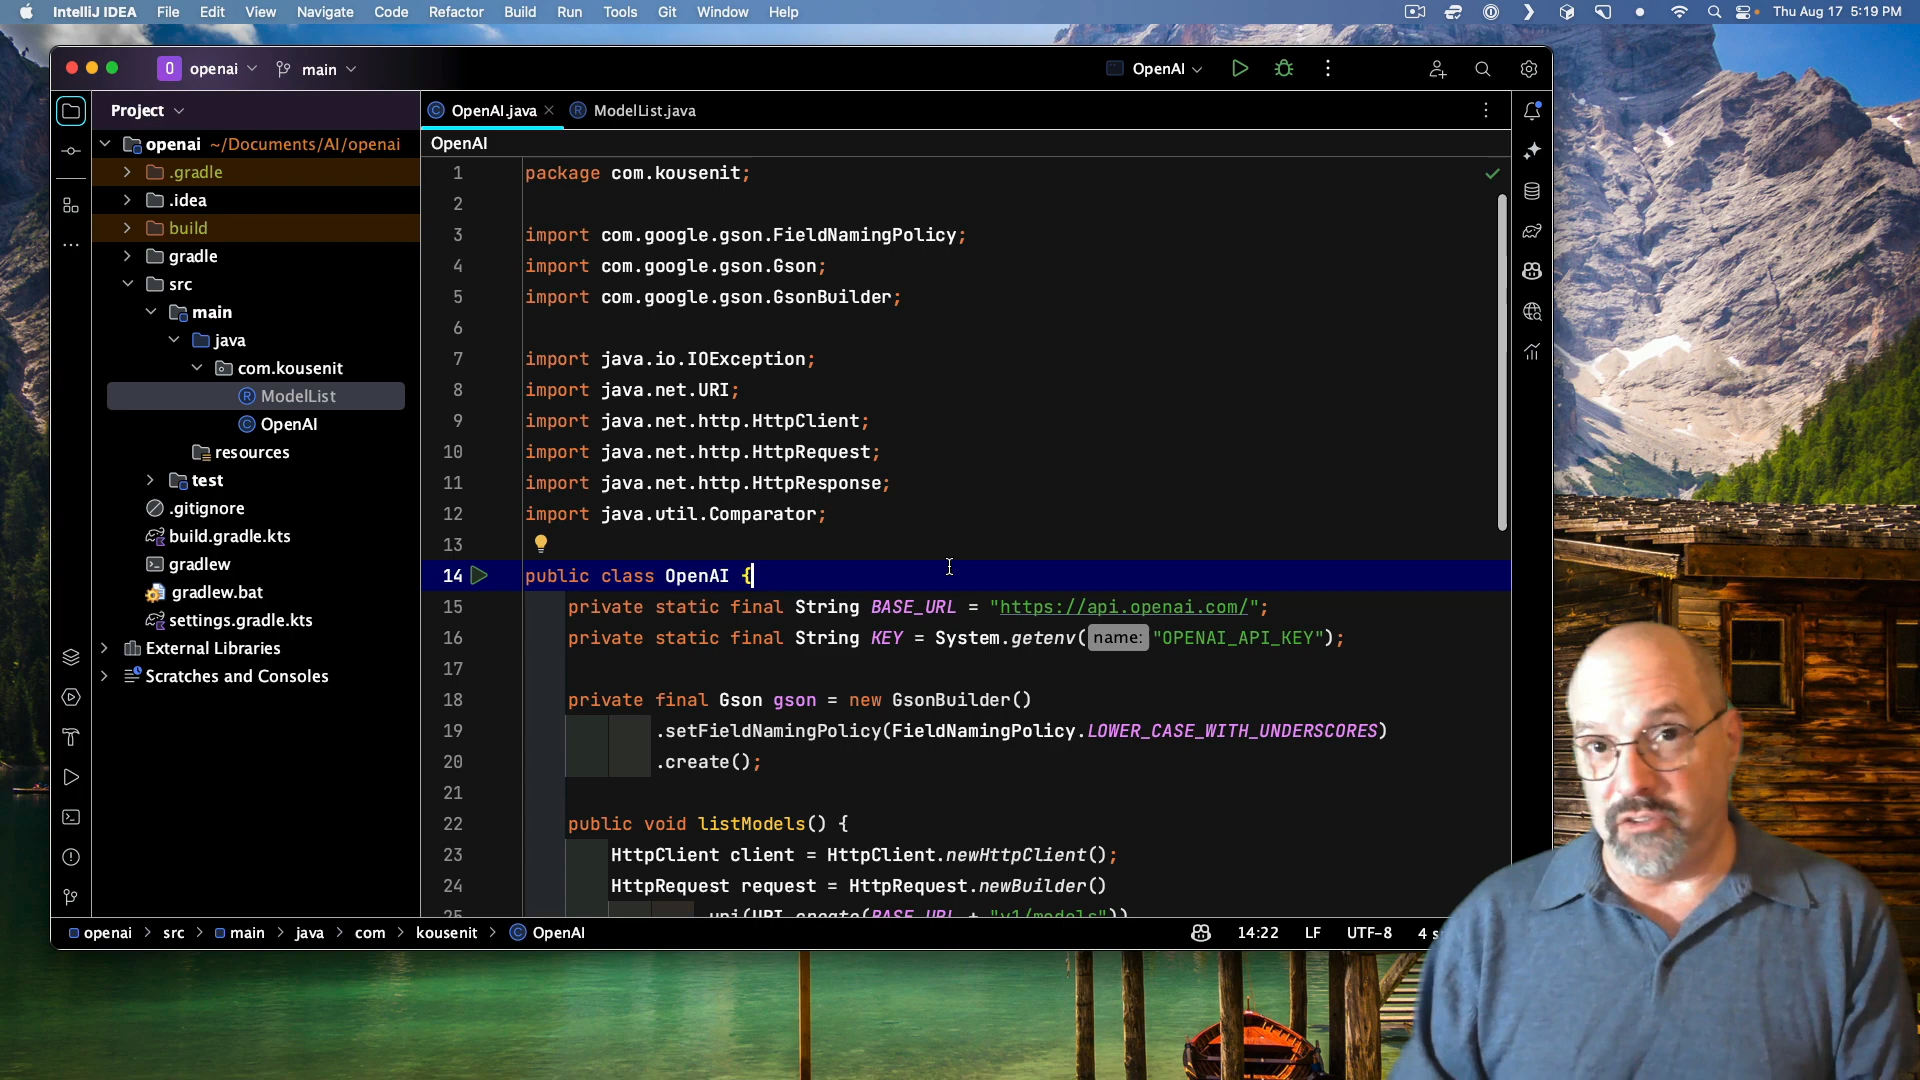 IntelliJ IDEA File Edit View Navigate Code Refactor Build Run Tools Git Window Help Thu Aug 17 5:19 PM
O openai main OpenAI
Project
OpenAI.java ModelList.java
openai ~/Documents/AI/openai
OpenAI
.gradle
.idea
build
gradle
src
main
java
com.kousenit
ModelList
OpenAI
resources
test
.gitignore
build.gradle.kts
gradlew
gradlew.bat
settings.gradle.kts
External Libraries
Scratches and Consoles
1 package com.kousenit;
2
3 import com.google.gson.FieldNamingPolicy;
4 import com.google.gson.Gson;
5 import com.google.gson.GsonBuilder;
6
7 import java.io.IOException;
8 import java.net.URI;
9 import java.net.http.HttpClient;
10 import java.net.http.HttpRequest;
11 import java.net.http.HttpResponse;
12 import java.util.Comparator;
13
14 public class OpenAI {
15 private static final String BASE_URL = "https://api.openai.com/";
16 private static final String KEY = System.getenv( name: "OPENAI_API_KEY");
17
18 private final Gson gson = new GsonBuilder()
19 .setFieldNamingPolicy(FieldNamingPolicy.LOWER_CASE_WITH_UNDERSCORES)
20 .create();
21
22 public void listModels() {
23 HttpClient client = HttpClient.newHttpClient();
24 HttpRequest request = HttpRequest.newBuilder()
25 .uri(URI.create(BASE_URL + "v1/models"))
openai > src > main > java > com > kousenit > OpenAI 14:22 LF UTF-8 4 s